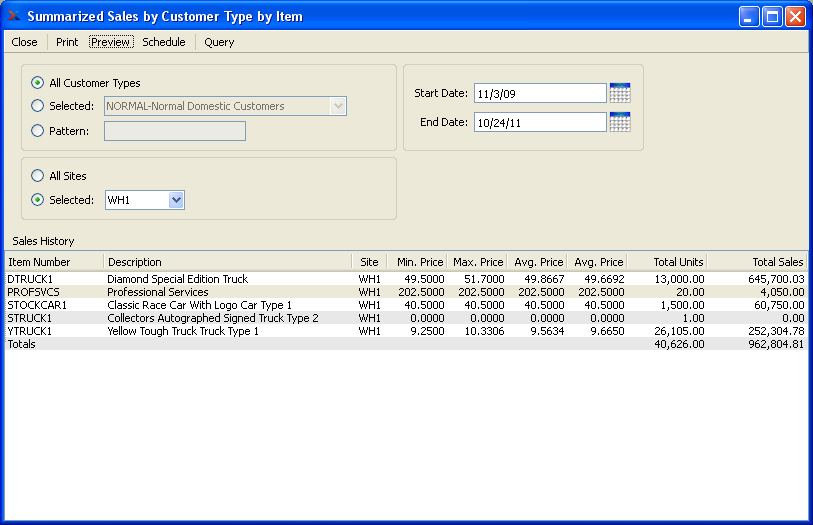 Summarized Sales by Customer Type by Item
Close Print Preview Schedule Query
All Customer Types
Selected: NORMAL-Normal Domestic Customers
Pattern:
Start Date: 11/3/09
End Date: 10/24/11
All Sites
Selected: WH1
Sales History
Item Number Description Site Min. Price Max. Price Avg. Price Avg. Price Total Units Total Sales
DTRUCK1 Diamond Special Edition Truck WH1 49.5000 51.7000 49.8667 49.6692 13,000.00 645,700.03
PROFSVCS Professional Services WH1 202.5000 202.5000 202.5000 202.5000 20.00 4,050.00
STOCKCAR1 Classic Race Car With Logo Car Type 1 WH1 40.5000 40.5000 40.5000 40.5000 1,500.00 60,750.00
STRUCK1 Collectors Autographed Signed Truck Type 2 WH1 0.0000 0.0000 0.0000 0.0000 1.00 0.00
YTRUCK1 Yellow Tough Truck Truck Type 1 WH1 9.2500 10.3306 9.5634 9.6650 26,105.00 252,304.78
Totals 40,626.00 962,804.81